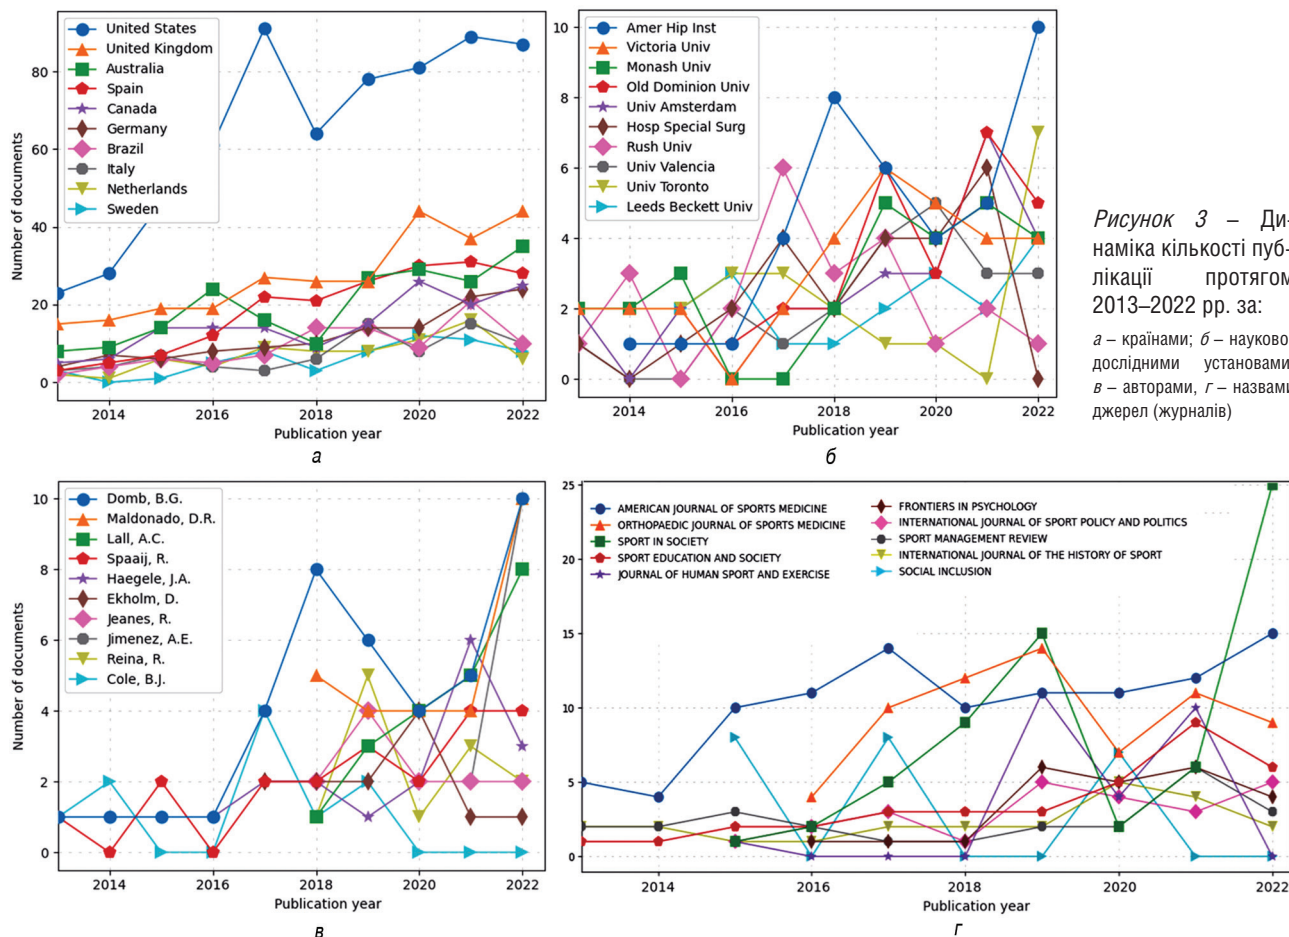 80
60
40
20
0
Number of documents
United States
United Kingdom
Australia
Spain
Canada
Germany
Brazil
Italy
Netherlands
Sweden
2014
2016
2018
2020
2022
Publication year
а
10
8
6
4
2
0
Amer Hip Inst
Victoria Univ
Monash Univ
Old Dominion Univ
Univ Amsterdam
Hosp Special Surg
Rush Univ
Univ Valencia
Univ Toronto
Leeds Beckett Univ
2014
2016
2018
2020
2022
Publication year
б
Рисунок 3 – Ди-
наміка кількості пуб-
лікації протягом
2013–2022 рр. за:
а – країнами; б – науково-
дослідними установами
в – авторами, г – назвами
джерел (журналів)
10
8
6
4
2
0
Number of documents
Domb, B.G.
Maldonado, D.R.
Lall, A.C.
Spaaij, R.
Haegele, J.A.
Ekholm, D.
Jeanes, R.
Jimenez, A.E.
Reina, R.
Cole, B.J.
2014
2016
2018
2020
2022
Publication year
в
25
20
15
10
5
0
AMERICAN JOURNAL OF SPORTS MEDICINE
ORTHOPAEDIC JOURNAL OF SPORTS MEDICINE
SPORT IN SOCIETY
SPORT EDUCATION AND SOCIETY
JOURNAL OF HUMAN SPORT AND EXERCISE
FRONTIERS IN PSYCHOLOGY
INTERNATIONAL JOURNAL OF SPORT POLICY AND POLITICS
SPORT MANAGEMENT REVIEW
INTERNATIONAL JOURNAL OF THE HISTORY OF SPORT
SOCIAL INCLUSION
2014
2016
2018
2020
2022
Publication year
г